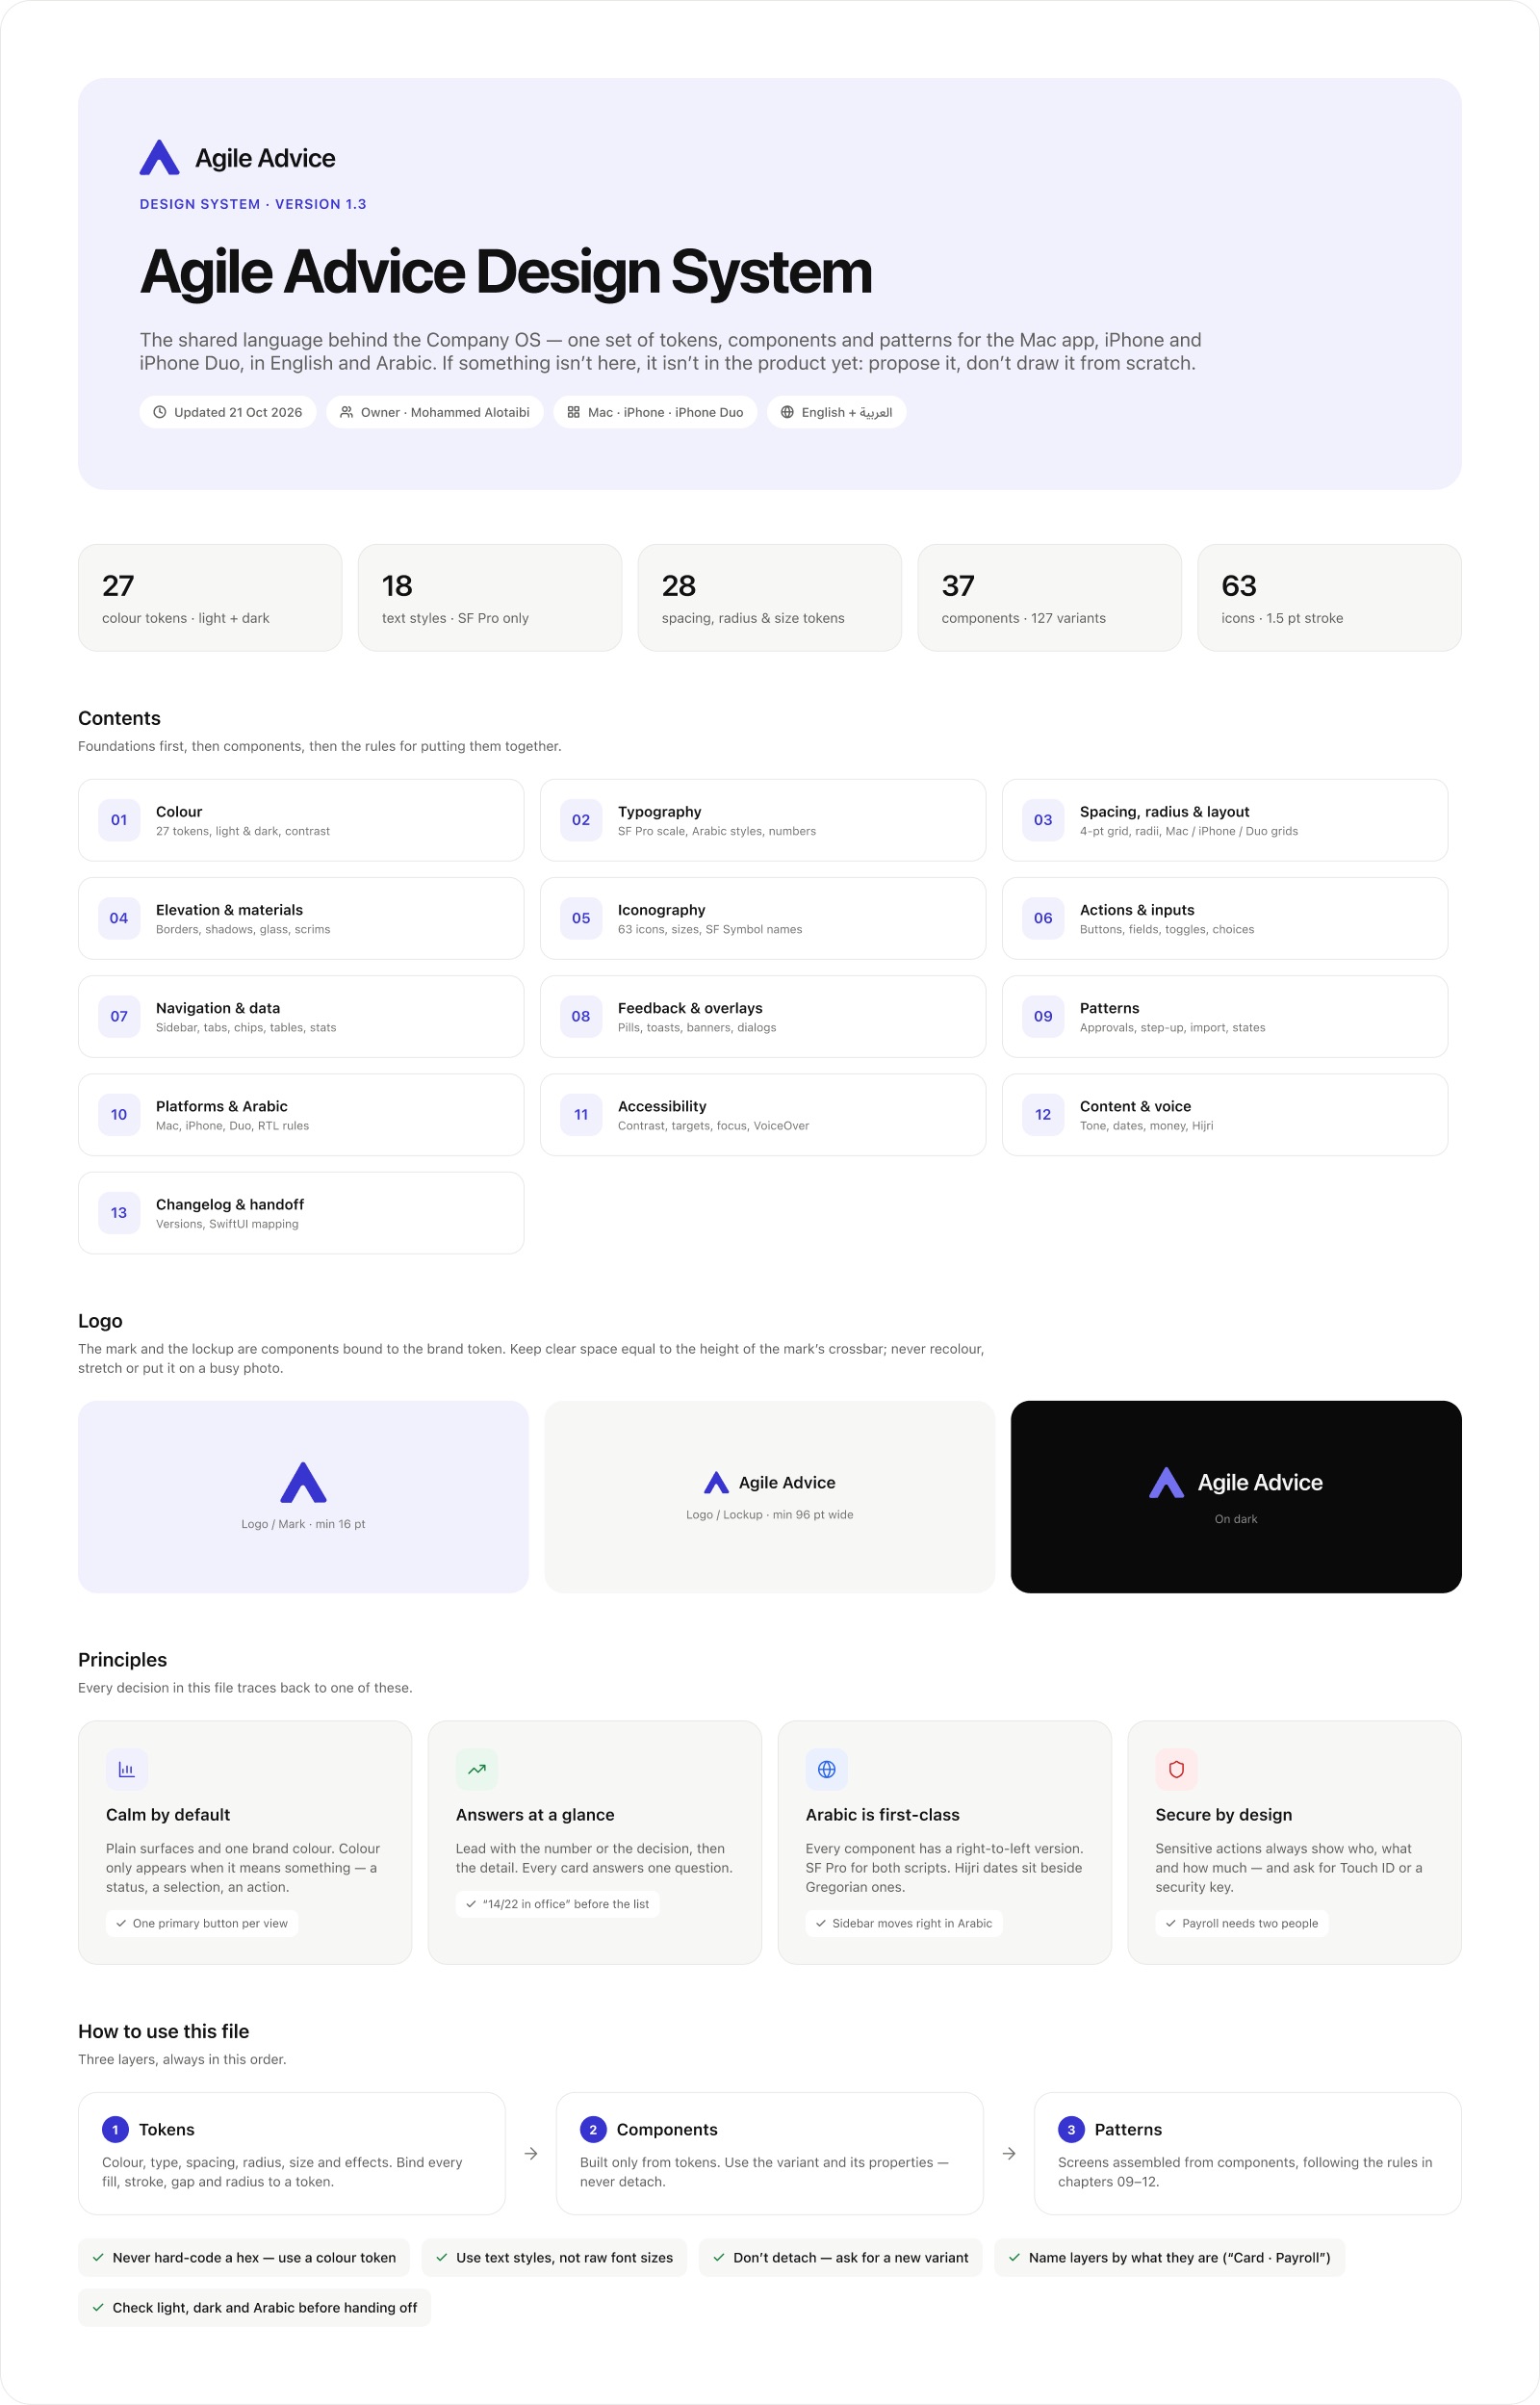 Agile Advice
DESIGN SYSTEM · VERSION 1.3
Agile Advice Design System
The shared language behind the Company OS — one set of tokens, components and patterns for the Mac app, iPhone and
iPhone Duo, in English and Arabic. If something isn’t here, it isn’t in the product yet: propose it, don’t draw it from scratch.
Updated 21 Oct 2026
Owner · Mohammed Alotaibi
Mac · iPhone · iPhone Duo
English + العربية
27
colour tokens · light + dark
18
text styles · SF Pro only
28
spacing, radius & size tokens
37
components · 127 variants
63
icons · 1.5 pt stroke
Contents
Foundations first, then components, then the rules for putting them together.
01
Colour
27 tokens, light & dark, contrast
02
Typography
SF Pro scale, Arabic styles, numbers
03
Spacing, radius & layout
4-pt grid, radii, Mac / iPhone / Duo grids
04
Elevation & materials
Borders, shadows, glass, scrims
05
Iconography
63 icons, sizes, SF Symbol names
06
Actions & inputs
Buttons, fields, toggles, choices
07
Navigation & data
Sidebar, tabs, chips, tables, stats
08
Feedback & overlays
Pills, toasts, banners, dialogs
09
Patterns
Approvals, step-up, import, states
10
Platforms & Arabic
Mac, iPhone, Duo, RTL rules
11
Accessibility
Contrast, targets, focus, VoiceOver
12
Content & voice
Tone, dates, money, Hijri
13
Changelog & handoff
Versions, SwiftUI mapping
Logo
The mark and the lockup are components bound to the brand token. Keep clear space equal to the height of the mark’s crossbar; never recolour,
stretch or put it on a busy photo.
Logo / Mark · min 16 pt
Agile Advice
Logo / Lockup · min 96 pt wide
Agile Advice
On dark
Principles
Every decision in this file traces back to one of these.
Calm by default
Plain surfaces and one brand colour. Colour
only appears when it means something — a
status, a selection, an action.
One primary button per view
Answers at a glance
Lead with the number or the decision, then
the detail. Every card answers one question.
“14/22 in office” before the list
Arabic is first-class
Every component has a right-to-left version.
SF Pro for both scripts. Hijri dates sit beside
Gregorian ones.
Sidebar moves right in Arabic
Secure by design
Sensitive actions always show who, what
and how much — and ask for Touch ID or a
security key.
Payroll needs two people
How to use this file
Three layers, always in this order.
1
Tokens
Colour, type, spacing, radius, size and effects. Bind every
fill, stroke, gap and radius to a token.
2
Components
Built only from tokens. Use the variant and its properties —
never detach.
3
Patterns
Screens assembled from components, following the rules in
chapters 09–12.
Never hard-code a hex — use a colour token
Use text styles, not raw font sizes
Don’t detach — ask for a new variant
Name layers by what they are (“Card · Payroll”)
Check light, dark and Arabic before handing off